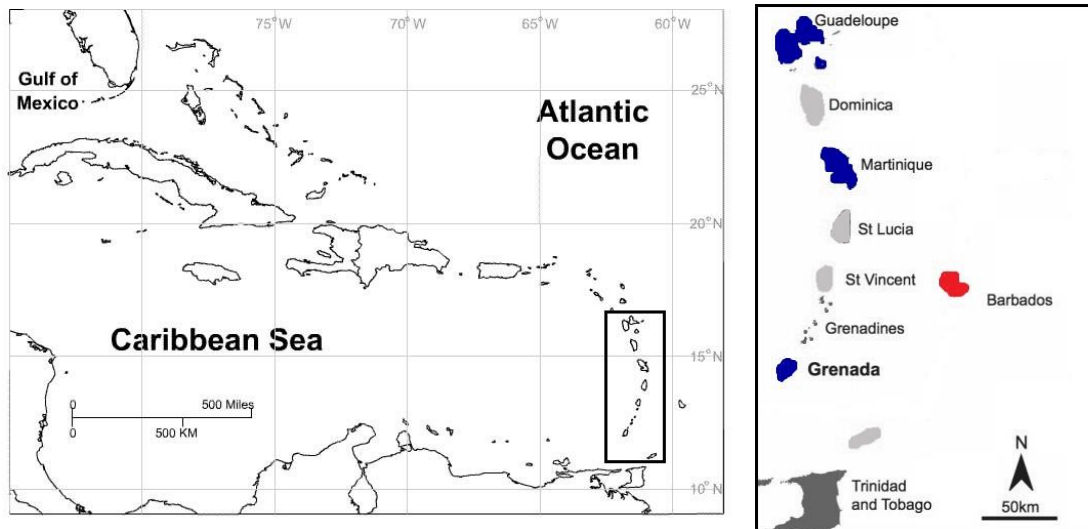 75°W
70°W
65°W
60°W
Gulf of
Mexico
Atlantic
Ocean
25°N
20°N
Caribbean Sea
15°N
0
500 Miles
0
500 KM
10°N
Guadeloupe
Dominica
Martinique
St Lucia
St Vincent
Barbados
Grenadines
Grenada
N
Trinidad
and Tobago
50km